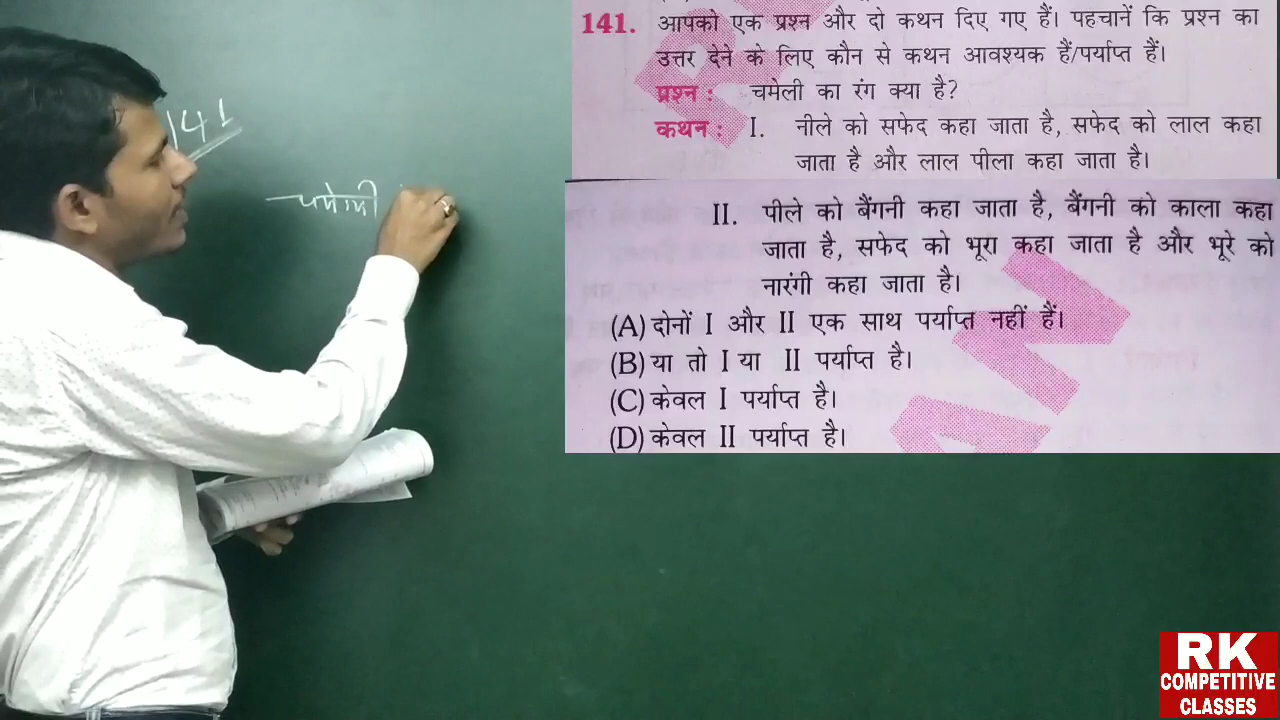 141. आपको एक प्रश्न और दो कथन दिए गए हैं। पहचानें कि प्रश्न का
उत्तर देने के लिए कौन से कथन आवश्यक हैं/पर्याप्त हैं।
प्रश्न : चमेली का रंग क्या है?
कथन : I. नीले को सफेद कहा जाता है, सफेद को लाल कहा
जाता है और लाल पीला कहा जाता है।
II. पीले को बैंगनी कहा जाता है, बैंगनी को काला कहा
जाता है, सफेद को भूरा कहा जाता है और भूरे को
नारंगी कहा जाता है।
(A) दोनों I और II एक साथ पर्याप्त नहीं हैं।
(B) या तो I या II पर्याप्त है।
(C) केवल I पर्याप्त है।
(D) केवल II पर्याप्त है।
141
चमेली
RK
COMPETITIVE
CLASSES